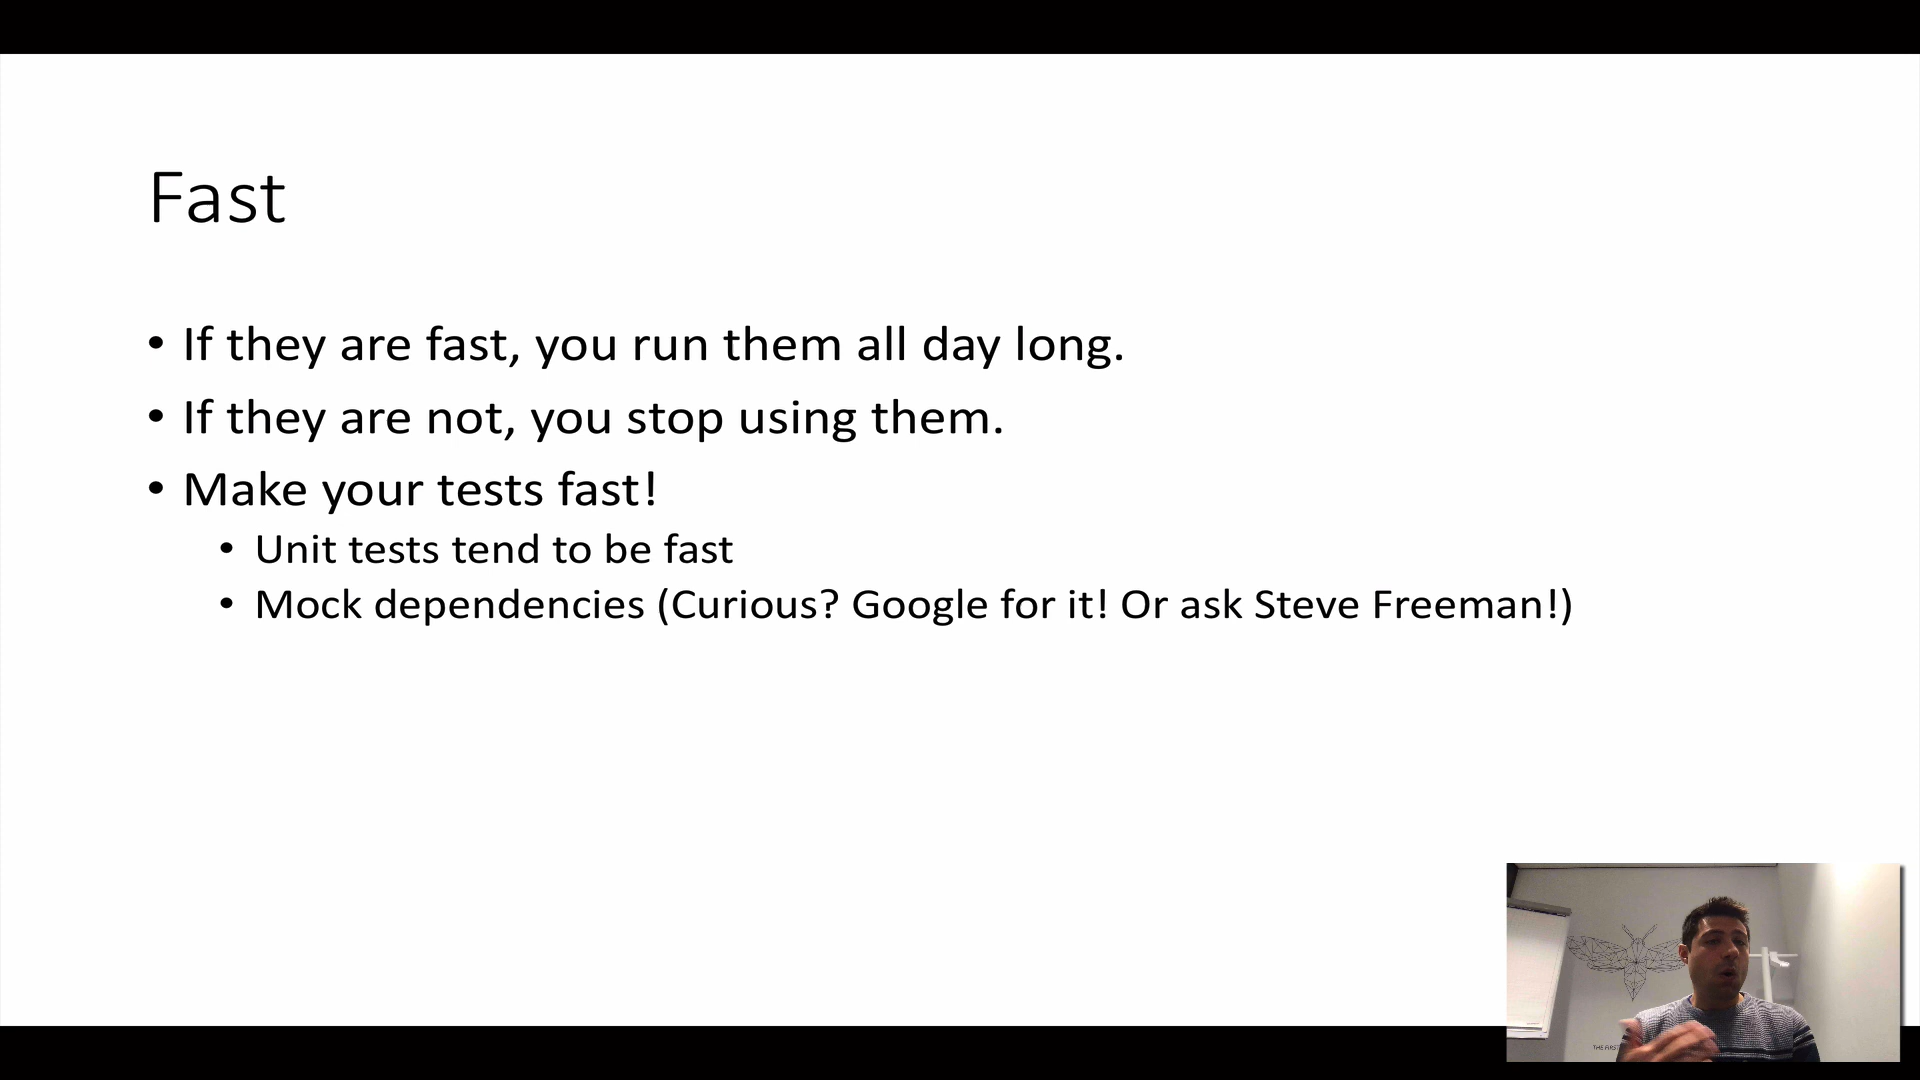 Fast
• If they are fast, you run them all day long.
• If they are not, you stop using them.
• Make your tests fast!
• Unit tests tend to be fast
• Mock dependencies (Curious? Google for it! Or ask Steve Freeman!)
THE FIRST